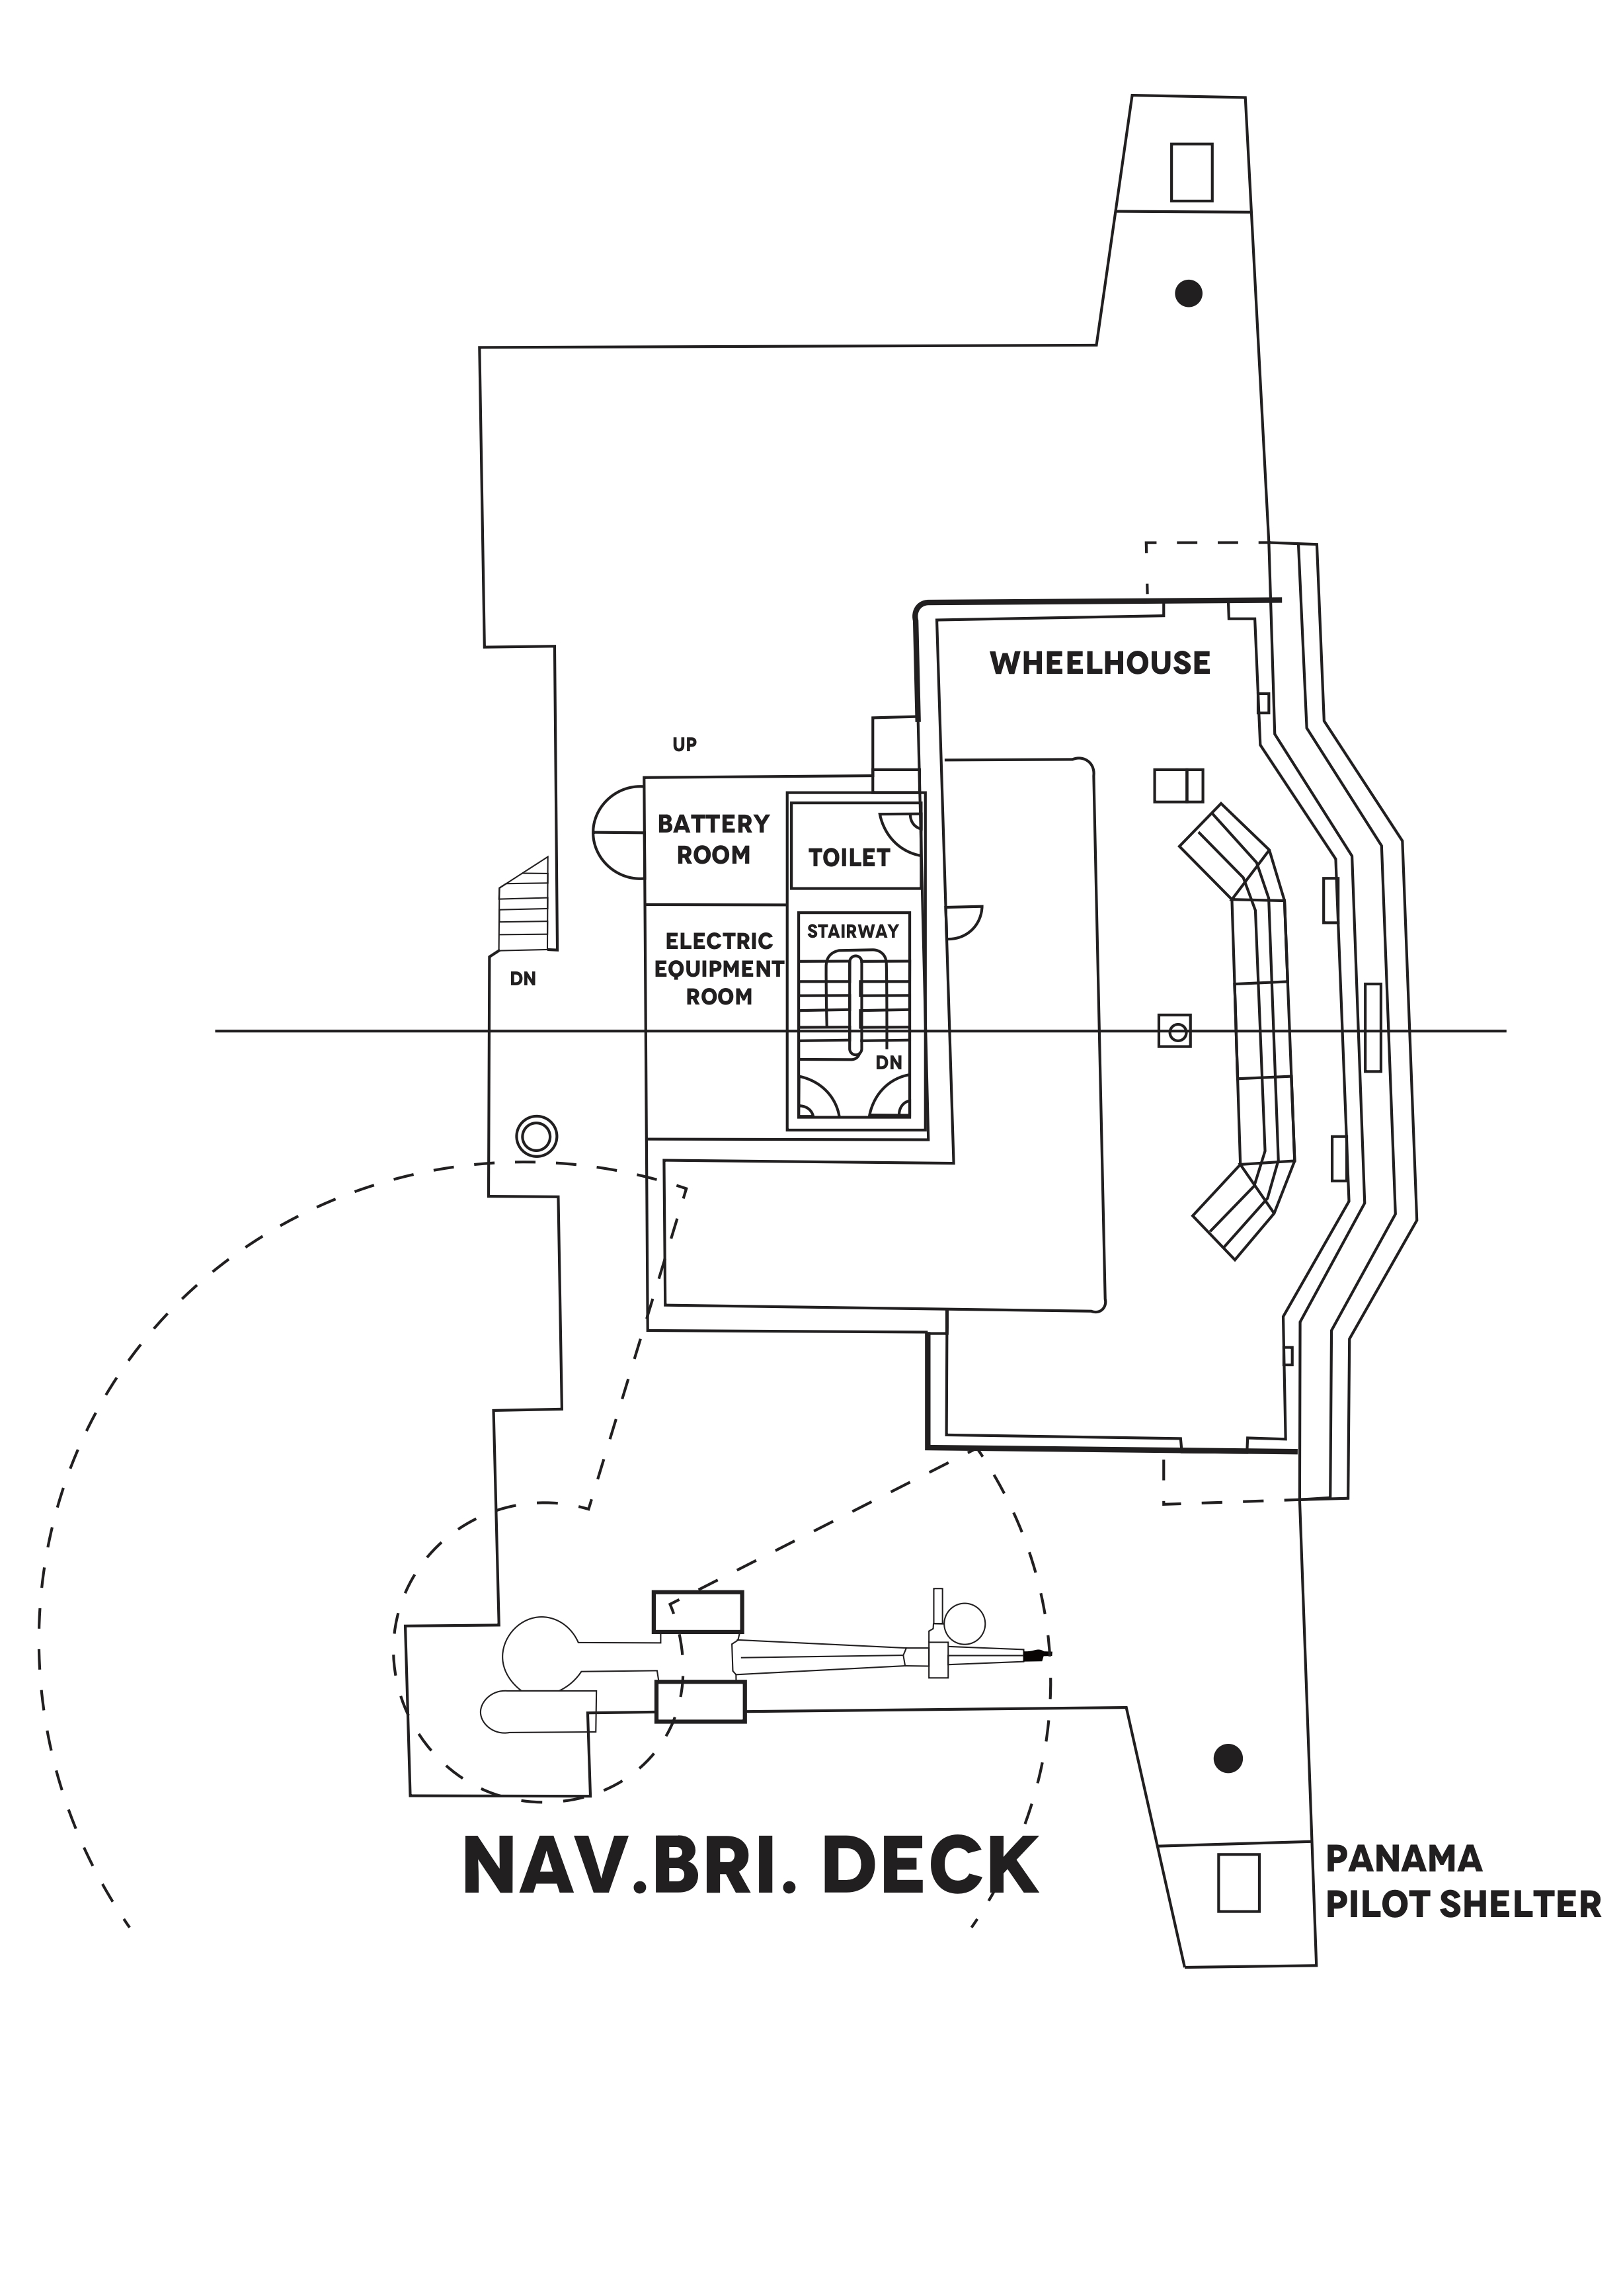 WHEELHOUSE
UP
BATTERY
ROOM
TOILET
STAIRWAY
ELECTRIC
EQUIPMENT
ROOM
DN
DN
NAV.BRI. DECK
PANAMA
PILOT SHELTER